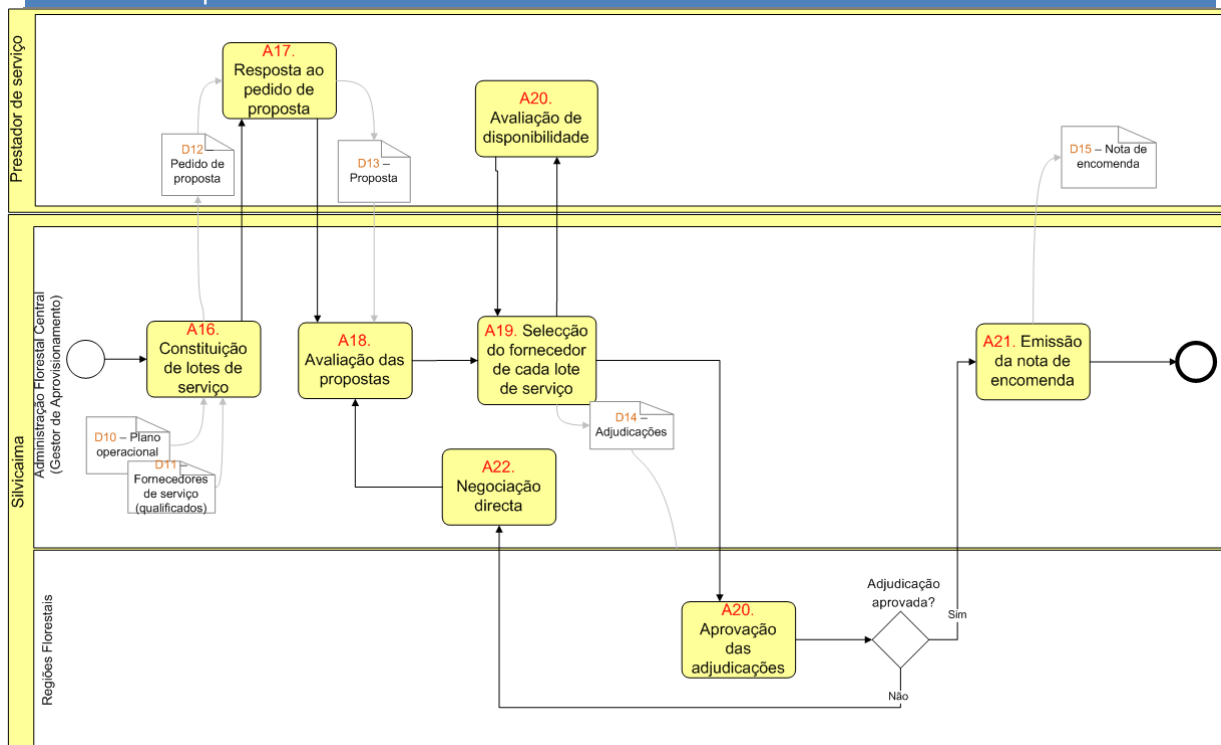 Prestador de serviço
A17.
Resposta ao
pedido de
proposta
A20.
Avaliação de
disponibilidade
D12 –
Pedido de
proposta
D13 –
Proposta
D15 – Nota de
encomenda
Silvicaima
Administração Florestal Central
(Gestor de Aprovisionamento)
A16.
Constituição
de lotes de
serviço
A18.
Avaliação das
propostas
A19. Selecção
do fornecedor
de cada lote
de serviço
A21. Emissão
da nota de
encomenda
D10 – Plano
operacional
D11 –
Fornecedores
de serviço
(qualificados)
D14 –
Adjudicações
A22.
Negociação
directa
Regiões Florestais
A20.
Aprovação
das
adjudicações
Adjudicação
aprovada?
Sim
Não